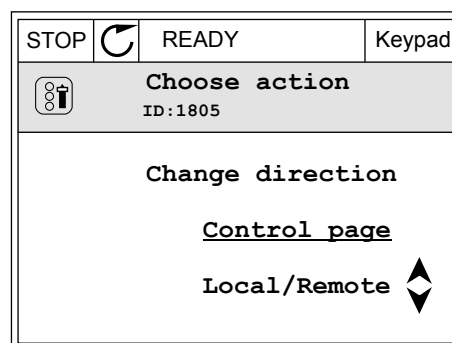 STOP READY Keypad
Choose action
ID:1805
Change direction
Control page
Local/Remote